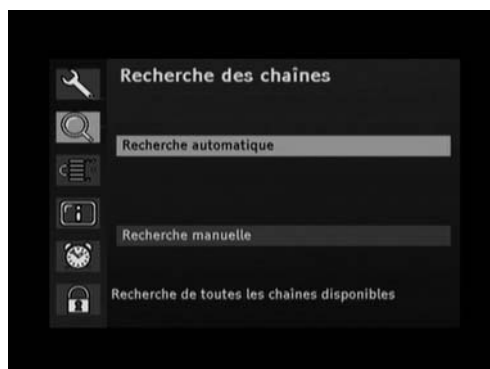 Recherche des chaînes
Recherche automatique
Recherche manuelle
Recherche de toutes les chaînes disponibles